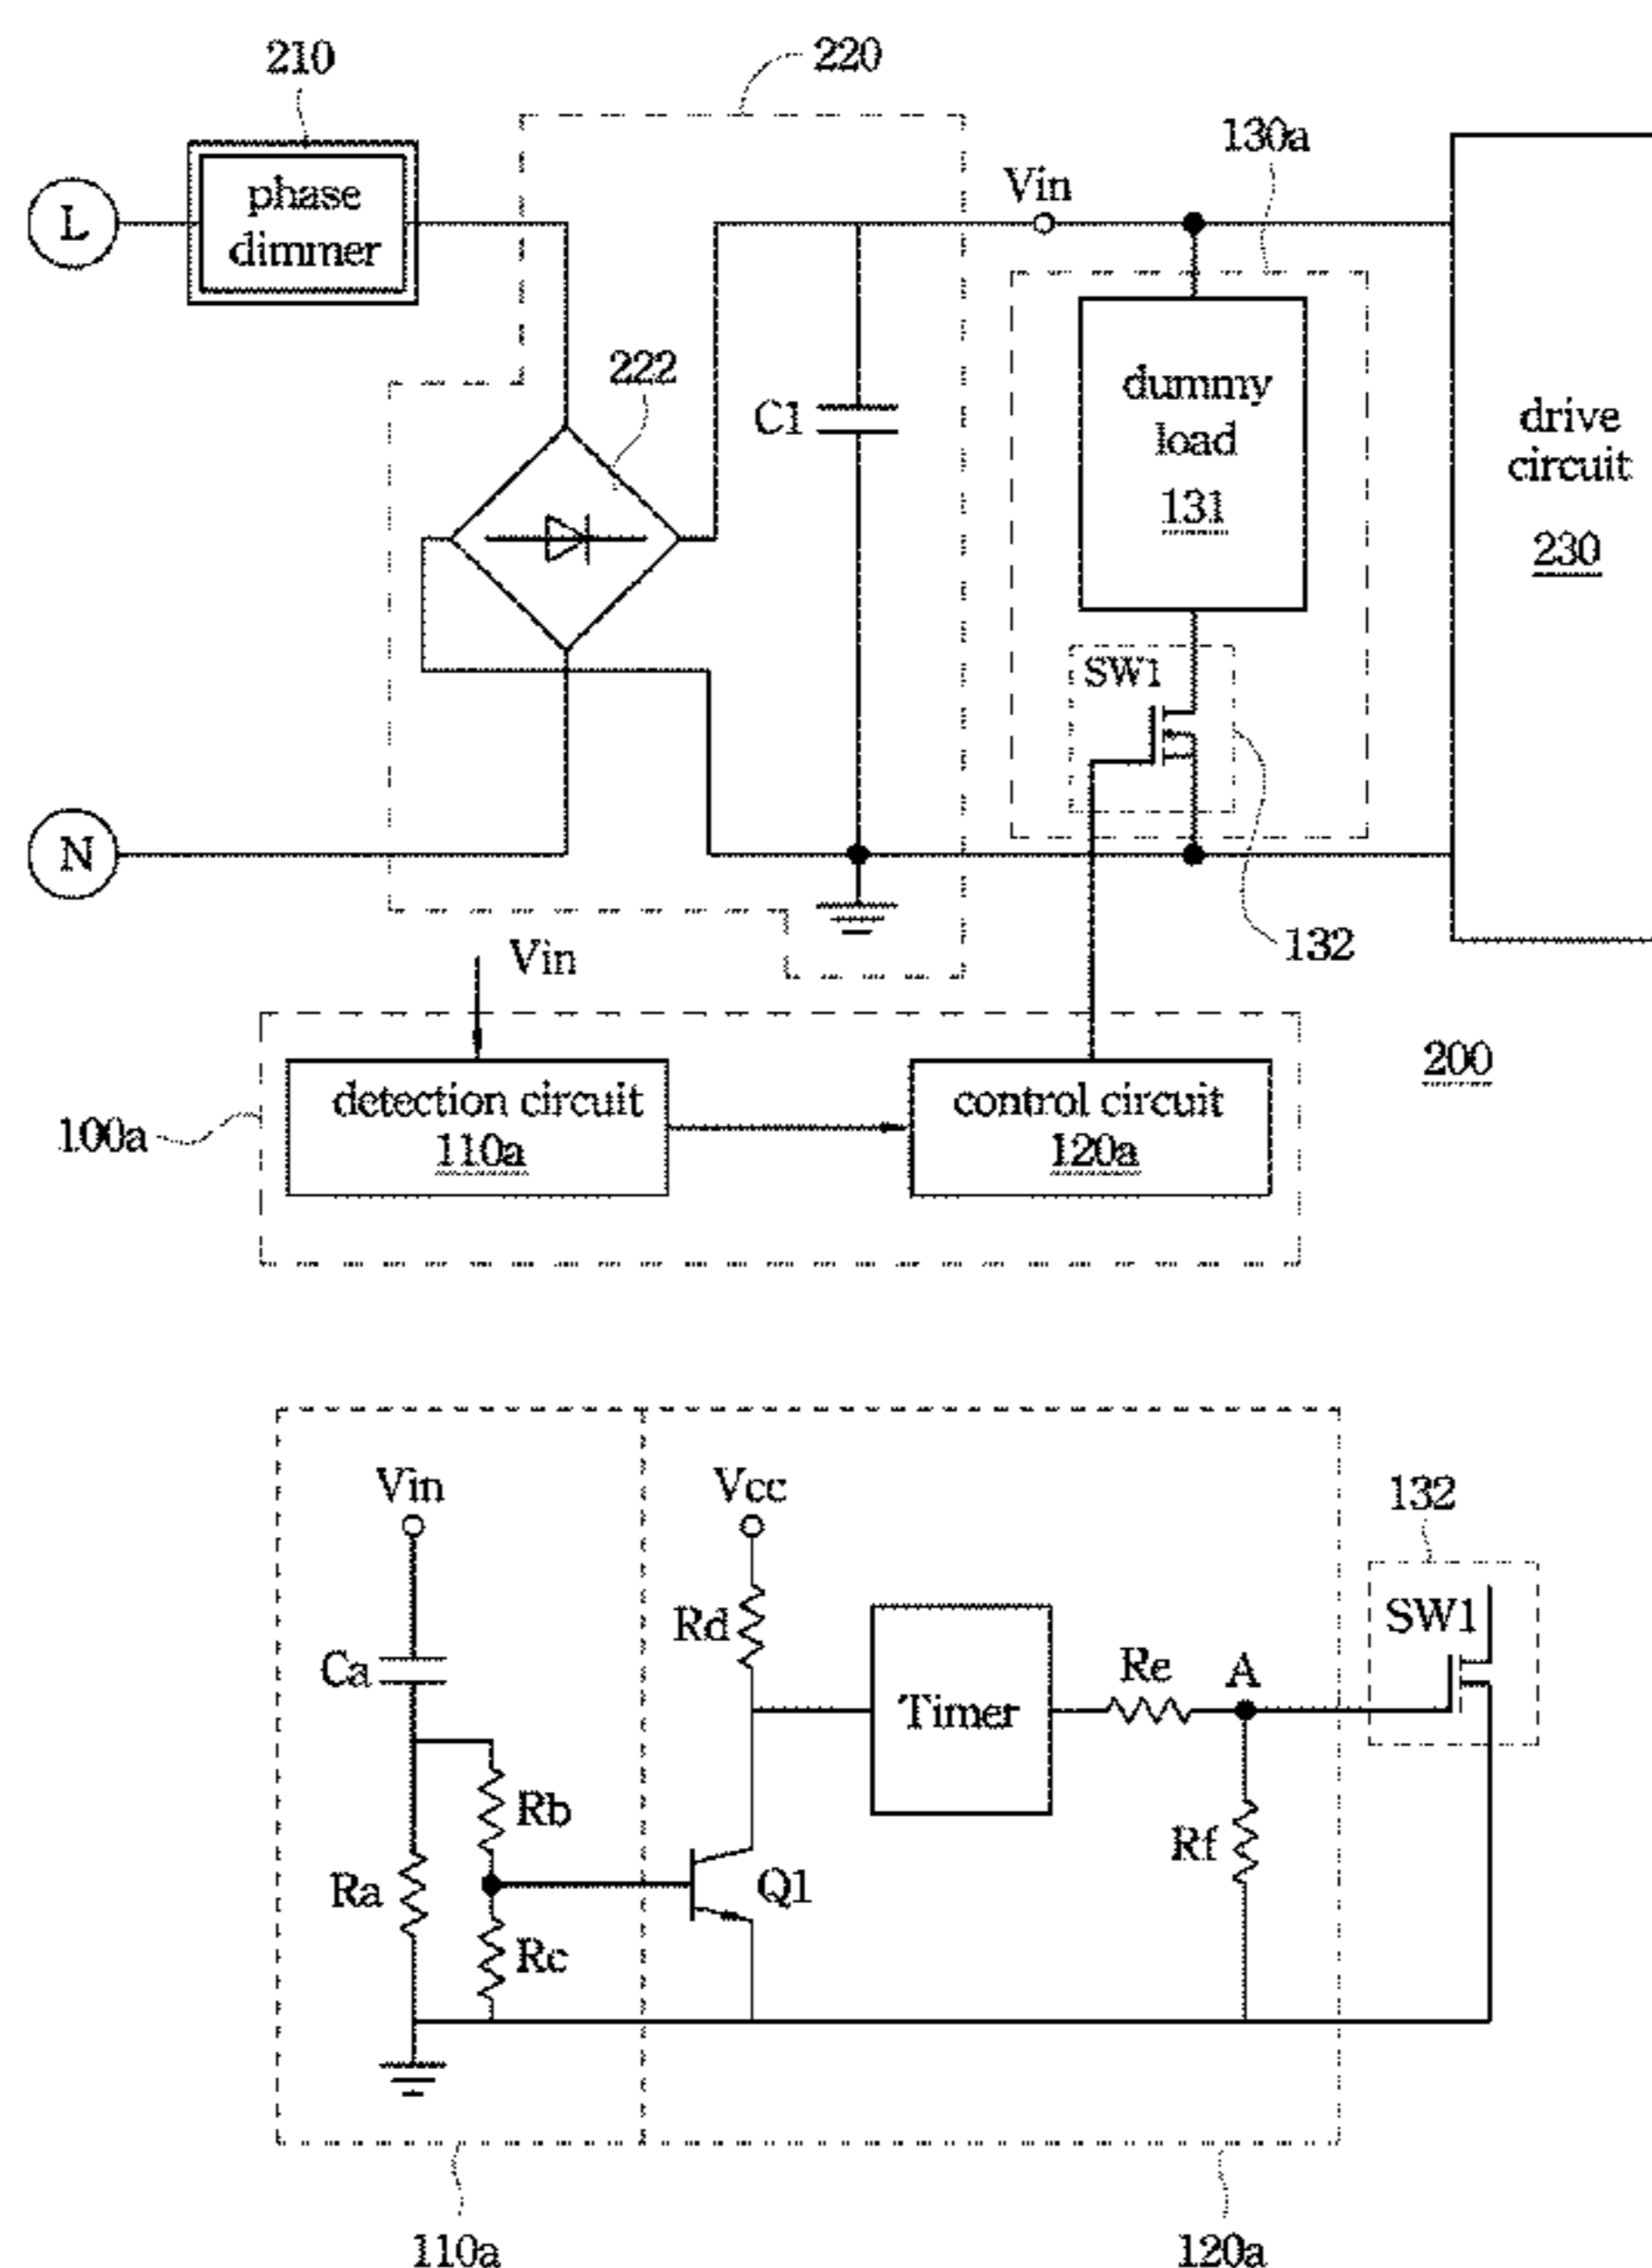 210
220
130a
L
phase
dimmer
Vin
222
C1
dummy
load
131
drive
circuit
230
SW1
N
132
Vin
200
100a
detection circuit
110a
control circuit
120a
Vin
Vcc
132
Rd
SW1
Ca
Timer
Re
A
Rb
Rf
Ra
Q1
Rc
110a
120a